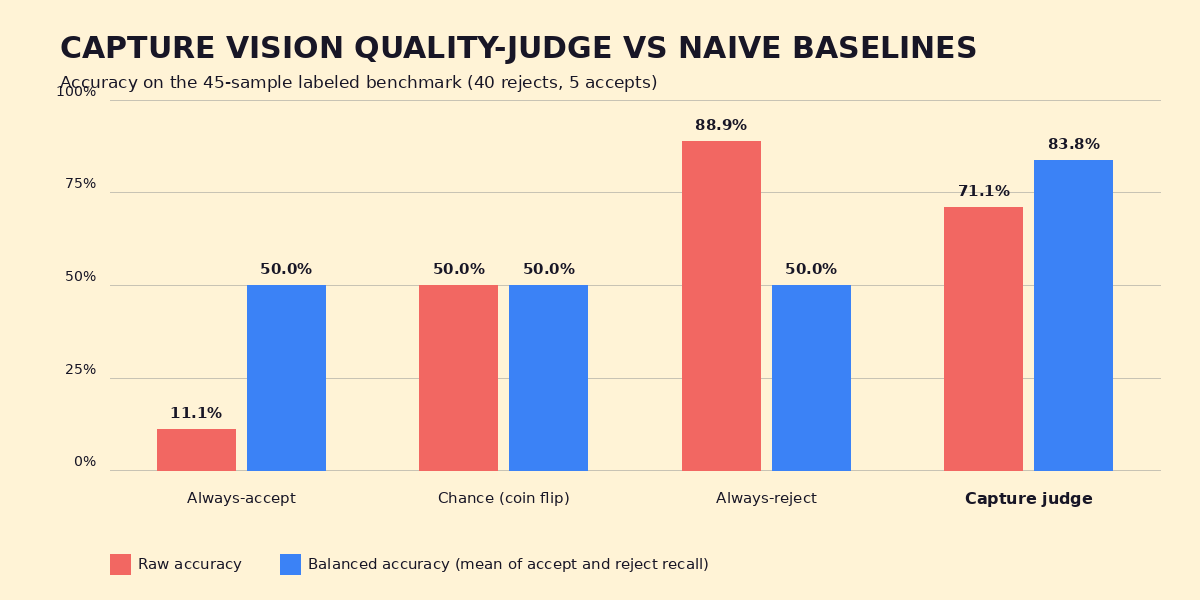 CAPTURE VISION QUALITY-JUDGE VS NAIVE BASELINES
Accuracy on the 45-sample labeled benchmark (40 rejects, 5 accepts)
100%
88.9%
83.8%
75%
71.1%
50%
50.0%
50.0%
50.0%
50.0%
25%
11.1%
0%
Always-accept
Chance (coin flip)
Always-reject
Capture judge
Raw accuracy
Balanced accuracy (mean of accept and reject recall)